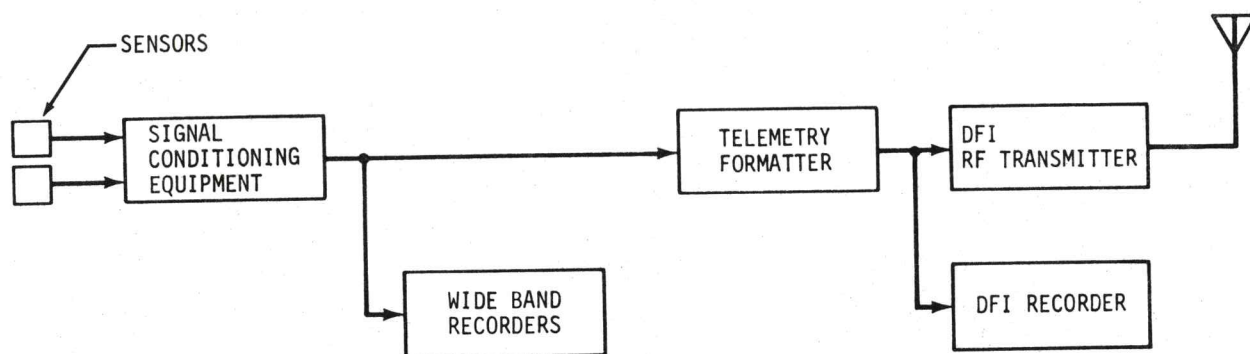 SENSORS
SIGNAL
CONDITIONING
EQUIPMENT
TELEMETRY
FORMATTER
DFI
RF TRANSMITTER
WIDE BAND
RECORDERS
DFI RECORDER